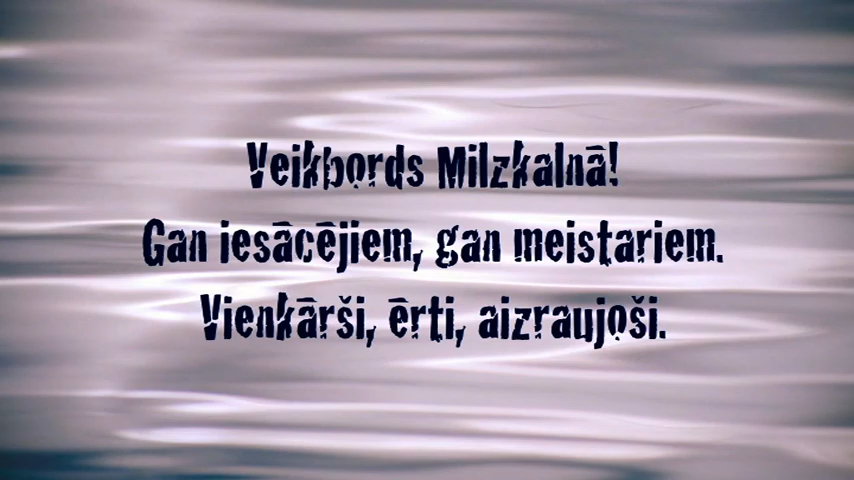 Veikbords Milzkalnā!
Gan iesācējiem, gan meistariem.
Vienkārši, ērti, aizraujoši.